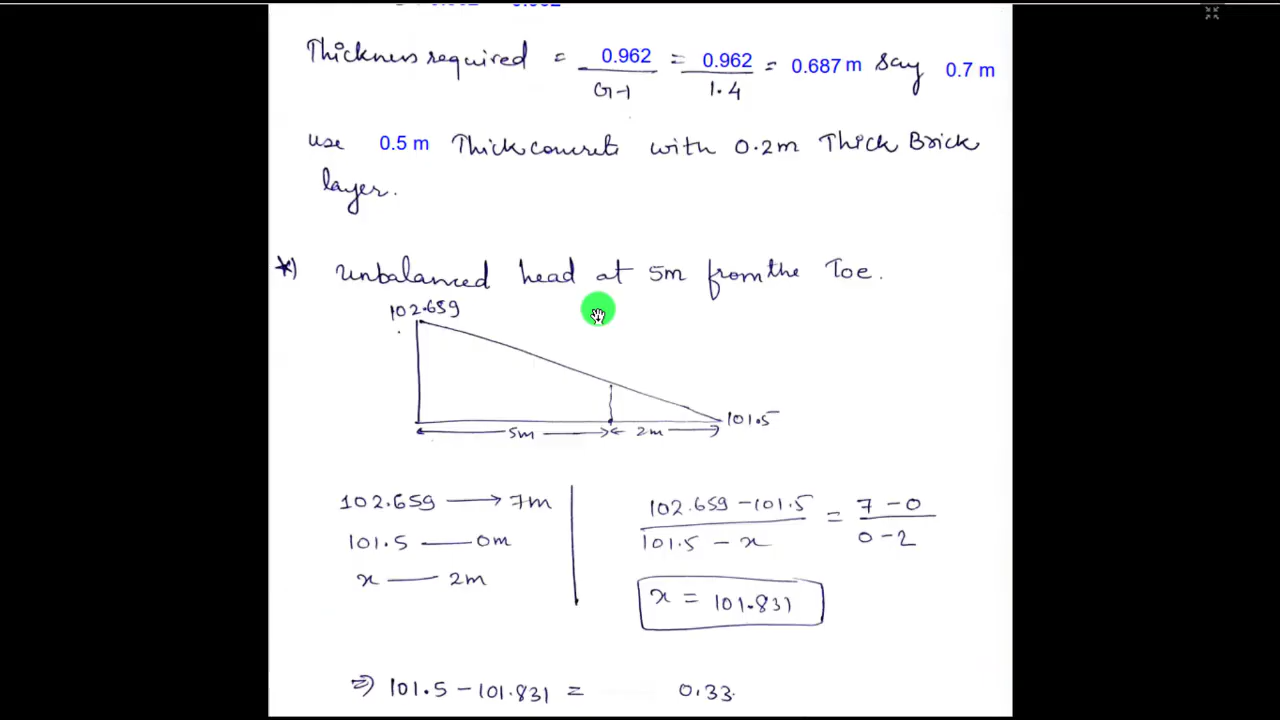 Thickness required = 0.962 / G-1 = 0.962 / 1.4 = 0.687 m say 0.7 m
use 0.5 m Thick concrete with 0.2m Thick Brick
layer.
*) unbalanced head at 5m from the Toe.
102.659
101.5
5m 2m
102.659 → 7m
101.5 — 0m
x — 2m
102.659 - 101.5 / 101.5 - x = 7 - 0 / 0 - 2
x = 101.831
⇒ 101.5 - 101.831 = 0.33